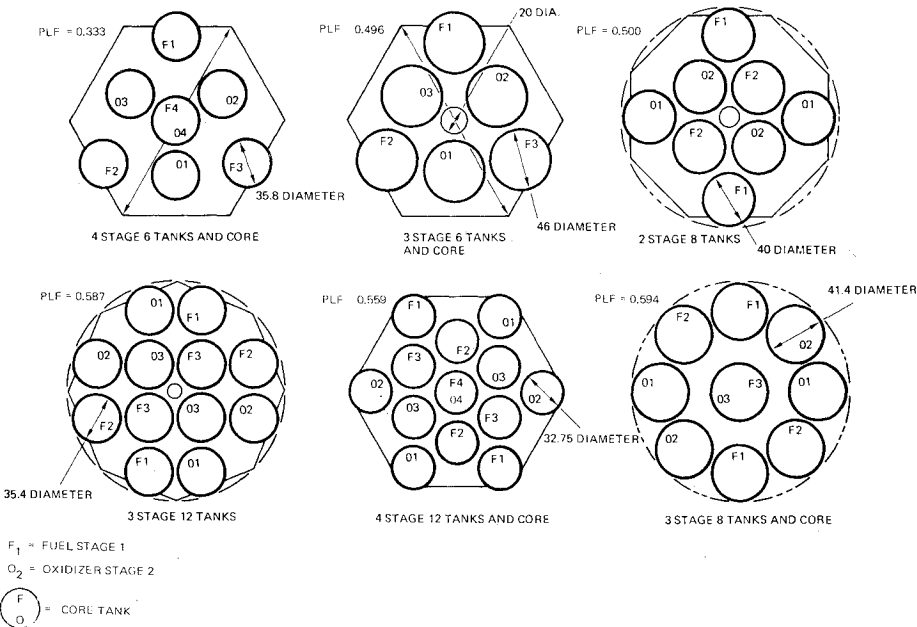 PLF = 0.333
F1
O3
O2
F4
O4
F2
O1
F3
35.8 DIAMETER
4 STAGE 6 TANKS AND CORE
PLF 0.496
20 DIA.
F1
O2
O3
F2
O1
F3
46 DIAMETER
3 STAGE 6 TANKS
AND CORE
PLF = 0.500
F1
O2
F2
O1
O1
F2
O2
F1
2 STAGE 8 TANKS
40 DIAMETER
PLF = 0.587
O1
F1
O2
O3
F3
F2
F2
F3
O3
O2
F1
O1
35.4 DIAMETER
3 STAGE 12 TANKS
PLF 0.559
F1
O1
F2
F3
O3
O2
F4
O4
O2
O3
F3
F2
O1
F1
32.75 DIAMETER
4 STAGE 12 TANKS AND CORE
PLF = 0.594
41.4 DIAMETER
F1
F2
O2
O1
F3
O3
O1
O2
F2
F1
3 STAGE 8 TANKS AND CORE
F1 = FUEL STAGE 1
O2 = OXIDIZER STAGE 2
F
O
= CORE TANK